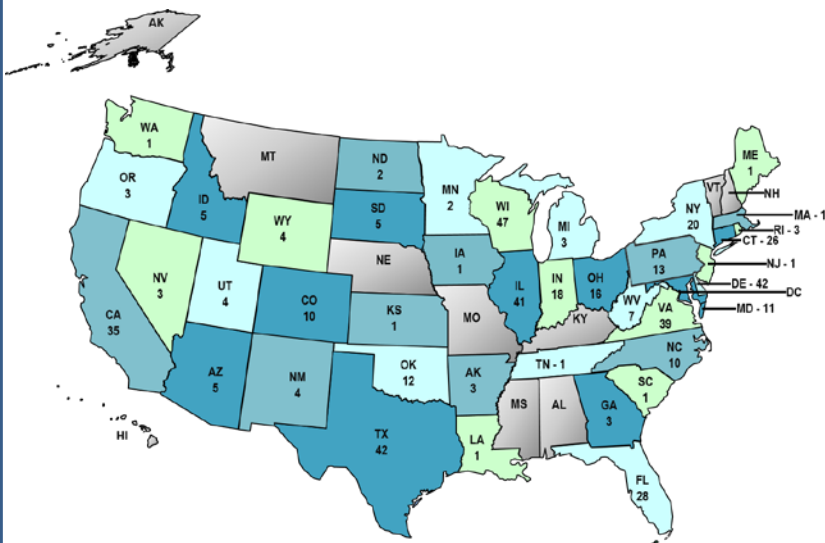 AK
WA
1
MT
ND
2
MN
2
ME
1
VT
NH
OR
3
ID
5
SD
5
WI
47
MI
3
NY
20
MA - 1
RI - 3
CT - 26
WY
4
IA
1
PA
13
NJ - 1
NV
3
UT
4
NE
IL
41
IN
18
OH
16
DE - 42
DC
MD - 11
WV
7
VA
39
CA
35
CO
10
KS
1
MO
KY
NC
10
AZ
5
NM
4
OK
12
AK
3
TN - 1
SC
1
MS
AL
GA
3
HI
TX
42
LA
1
FL
28